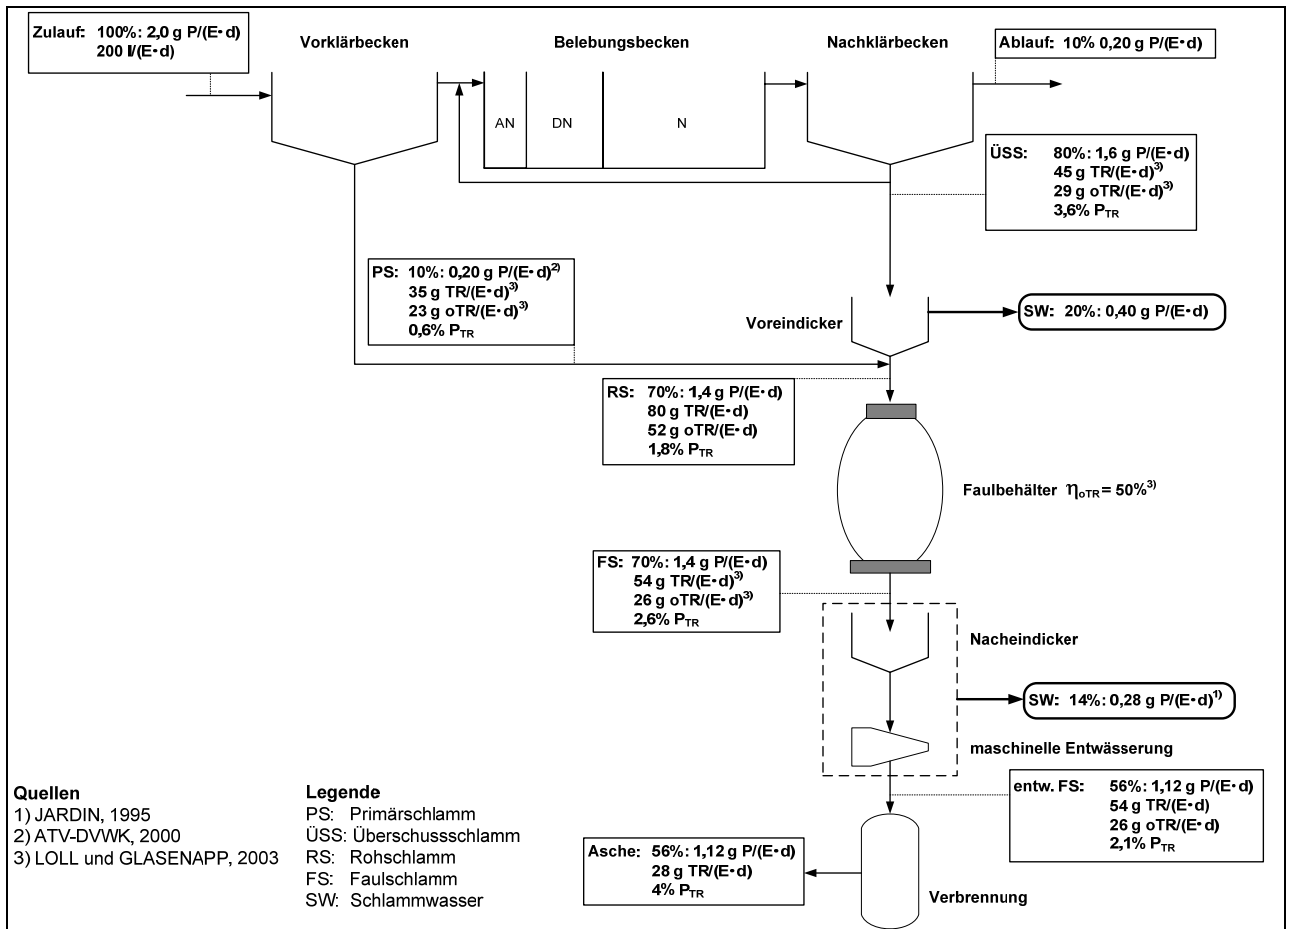 Zulauf: 100%: 2,0 g P/(E•d)
200 l/(E•d)
Vorklärbecken
Belebungsbecken
Nachklärbecken
Ablauf: 10% 0,20 g P/(E•d)
AN
DN
N
ÜSS: 80%: 1,6 g P/(E•d)
45 g TR/(E•d)3)
29 g oTR/(E•d)3)
3,6% PTR
PS: 10%: 0,20 g P/(E•d)2)
35 g TR/(E•d)3)
23 g oTR/(E•d)3)
0,6% PTR
Voreindicker
SW: 20%: 0,40 g P/(E•d)
RS: 70%: 1,4 g P/(E•d)
80 g TR/(E•d)
52 g oTR/(E•d)
1,8% PTR
Faulbehälter ηoTR = 50%3)
FS: 70%: 1,4 g P/(E•d)
54 g TR/(E•d)3)
26 g oTR/(E•d)3)
2,6% PTR
Nacheindicker
SW: 14%: 0,28 g P/(E•d)1)
maschinelle Entwässerung
entw. FS: 56%: 1,12 g P/(E•d)
54 g TR/(E•d)
26 g oTR/(E•d)
2,1% PTR
Asche: 56%: 1,12 g P/(E•d)
28 g TR/(E•d)
4% PTR
Verbrennung
Quellen
1) JARDIN, 1995
2) ATV-DVWK, 2000
3) LOLL und GLASENAPP, 2003
Legende
PS: Primärschlamm
ÜSS: Überschussschlamm
RS: Rohschlamm
FS: Faulschlamm
SW: Schlammwasser